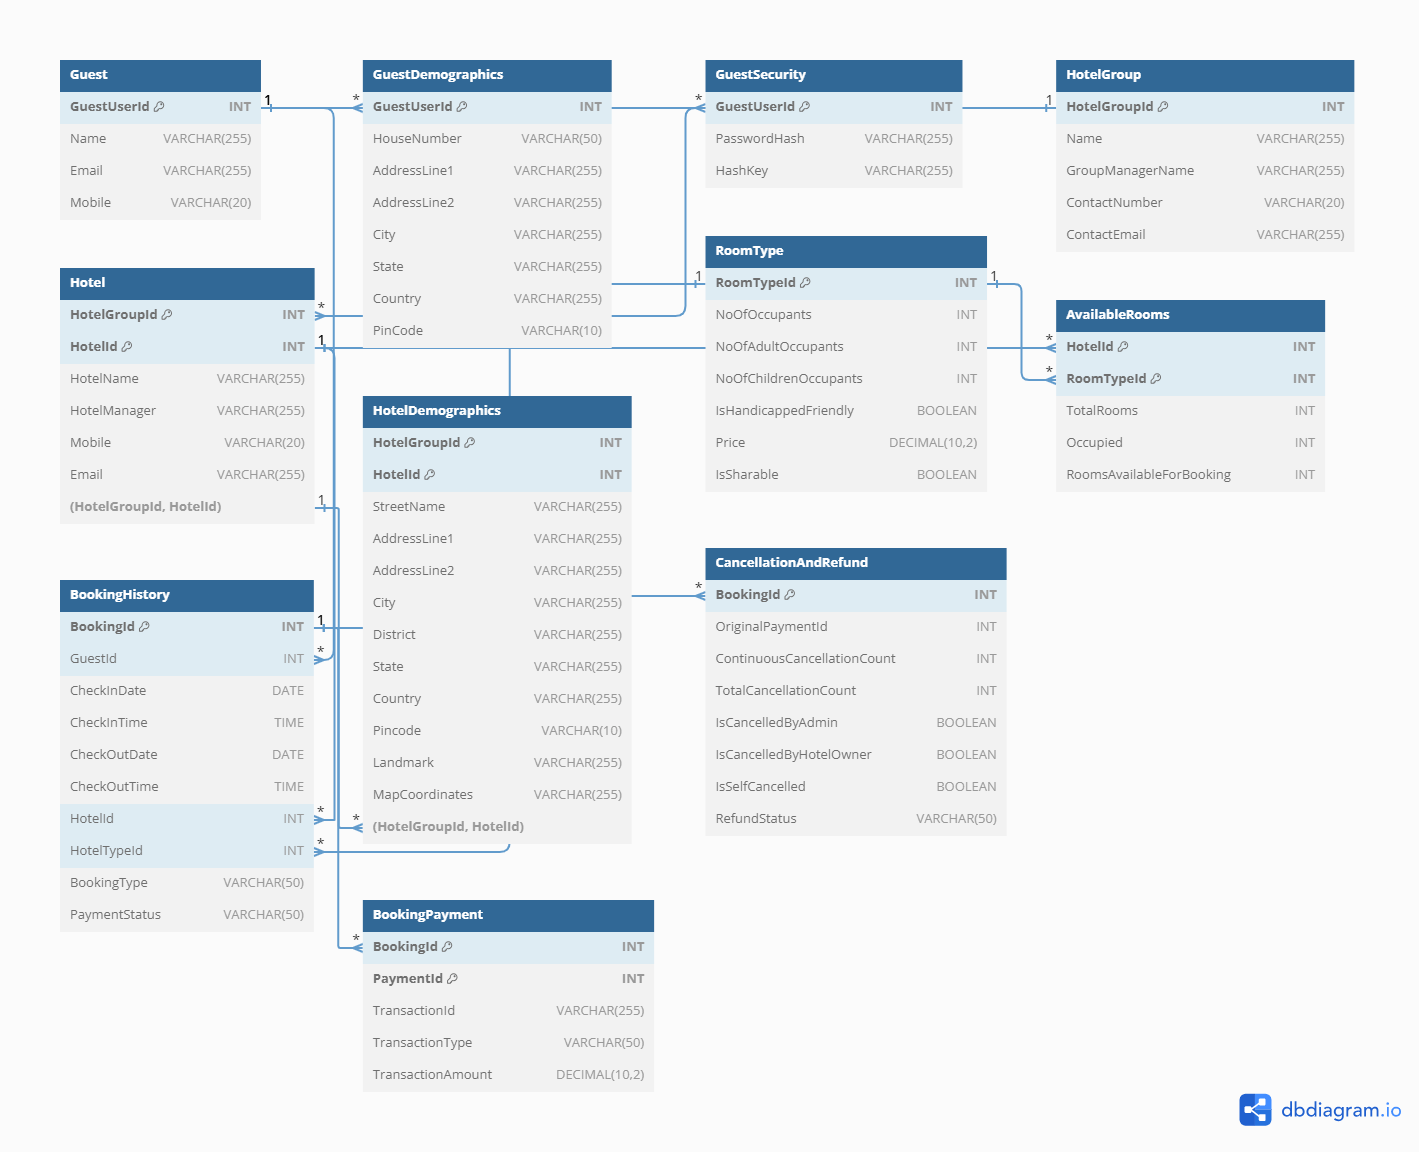 Guest
GuestUserId INT
Name VARCHAR(255)
Email VARCHAR(255)
Mobile VARCHAR(20)
GuestDemographics
GuestUserId INT
HouseNumber VARCHAR(50)
AddressLine1 VARCHAR(255)
AddressLine2 VARCHAR(255)
City VARCHAR(255)
State VARCHAR(255)
Country VARCHAR(255)
PinCode VARCHAR(10)
GuestSecurity
GuestUserId INT
PasswordHash VARCHAR(255)
HashKey VARCHAR(255)
HotelGroup
HotelGroupId INT
Name VARCHAR(255)
GroupManagerName VARCHAR(255)
ContactNumber VARCHAR(20)
ContactEmail VARCHAR(255)
Hotel
HotelGroupId INT
HotelId INT
HotelName VARCHAR(255)
HotelManager VARCHAR(255)
Mobile VARCHAR(20)
Email VARCHAR(255)
(HotelGroupId, HotelId)
RoomType
RoomTypeId INT
NoOfOccupants INT
NoOfAdultOccupants INT
NoOfChildrenOccupants INT
IsHandicappedFriendly BOOLEAN
Price DECIMAL(10,2)
IsSharable BOOLEAN
AvailableRooms
HotelId INT
RoomTypeId INT
TotalRooms INT
Occupied INT
RoomsAvailableForBooking INT
HotelDemographics
HotelGroupId INT
HotelId INT
StreetName VARCHAR(255)
AddressLine1 VARCHAR(255)
AddressLine2 VARCHAR(255)
City VARCHAR(255)
District VARCHAR(255)
State VARCHAR(255)
Country VARCHAR(255)
Pincode VARCHAR(10)
Landmark VARCHAR(255)
MapCoordinates VARCHAR(255)
(HotelGroupId, HotelId)
BookingHistory
BookingId INT
GuestId INT
CheckInDate DATE
CheckInTime TIME
CheckOutDate DATE
CheckOutTime TIME
HotelId INT
HotelTypeId INT
BookingType VARCHAR(50)
PaymentStatus VARCHAR(50)
CancellationAndRefund
BookingId INT
OriginalPaymentId INT
ContinuousCancellationCount INT
TotalCancellationCount INT
IsCancelledByAdmin BOOLEAN
IsCancelledByHotelOwner BOOLEAN
IsSelfCancelled BOOLEAN
RefundStatus VARCHAR(50)
BookingPayment
BookingId INT
PaymentId INT
TransactionId VARCHAR(255)
TransactionType VARCHAR(50)
TransactionAmount DECIMAL(10,2)
1
*
*
1
*
1
1
1
*
*
1
1
*
*
*
*
*
*
dbdiagram.io